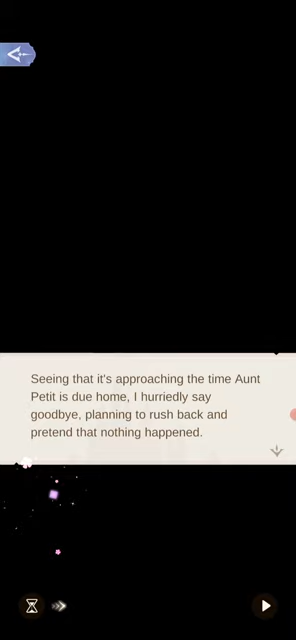 Seeing that it's approaching the time Aunt
Petit is due home, I hurriedly say
goodbye, planning to rush back and
pretend that nothing happened.